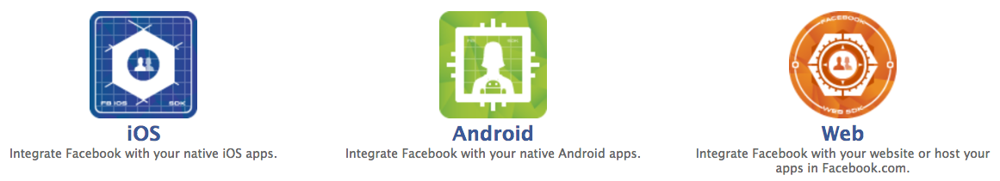 FB iOS SDK
iOS
Integrate Facebook with your native iOS apps.
FB SDK
Android
Integrate Facebook with your native Android apps.
FACEBOOK
WEB SDK
Web
Integrate Facebook with your website or host your
apps in Facebook.com.